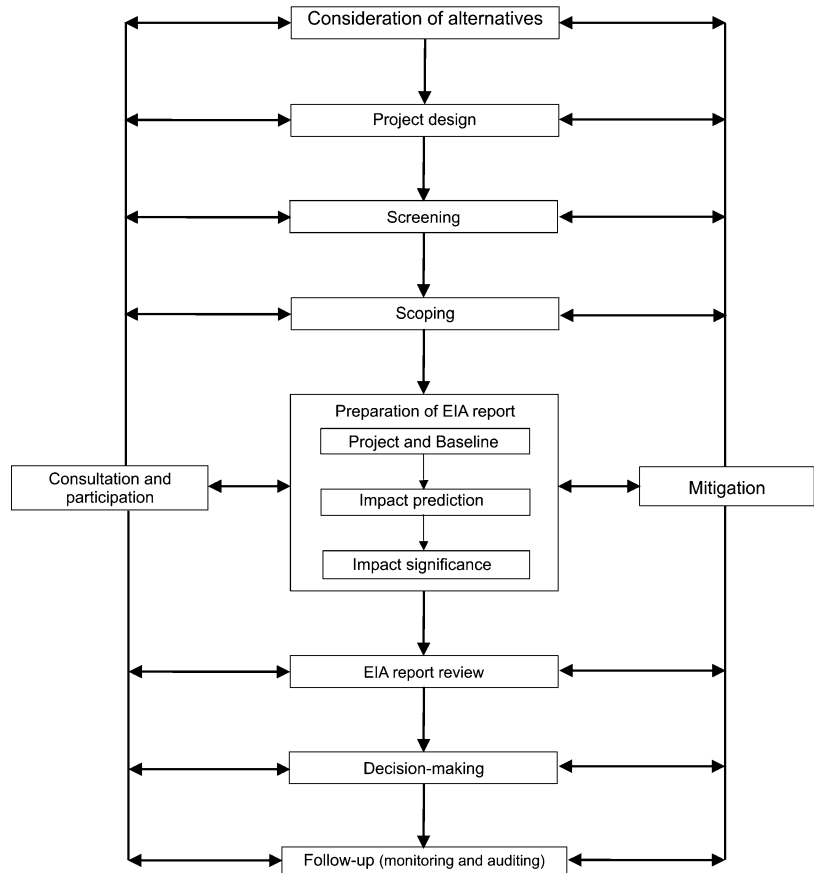 Consideration of alternatives
Project design
Screening
Scoping
Preparation of EIA report
Project and Baseline
Consultation and
participation
Impact prediction
Mitigation
Impact significance
EIA report review
Decision-making
Follow-up (monitoring and auditing)